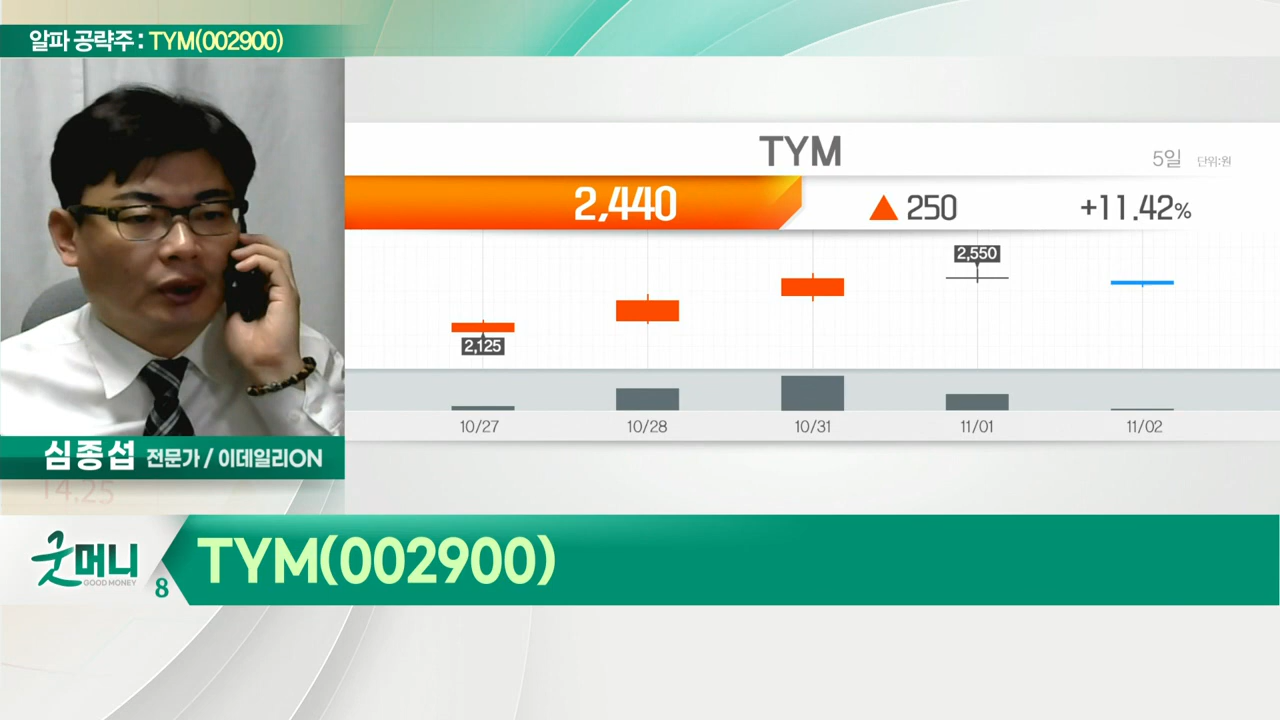 알파 공략주 : TYM(002900)
TYM
5일 단위:원
2,440 ▲ 250 +11.42%
2,550
2,125
10/27 10/28 10/31 11/01 11/02
심종섭 전문가 / 이데일리ON
14.25
굿머니 8
GOOD MONEY
TYM(002900)